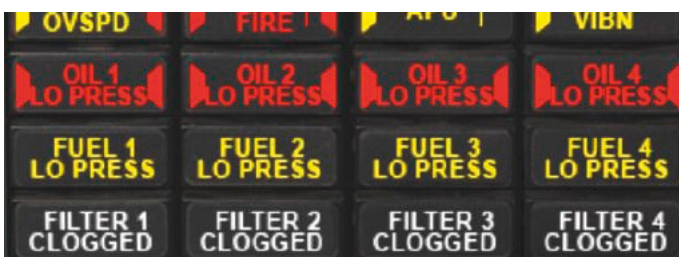 OVSPD
FIRE
VIBN
OIL 1
LO PRESS
OIL 2
LO PRESS
OIL 3
LO PRESS
OIL 4
LO PRESS
FUEL 1
LO PRESS
FUEL 2
LO PRESS
FUEL 3
LO PRESS
FUEL 4
LO PRESS
FILTER 1
CLOGGED
FILTER 2
CLOGGED
FILTER 3
CLOGGED
FILTER 4
CLOGGED